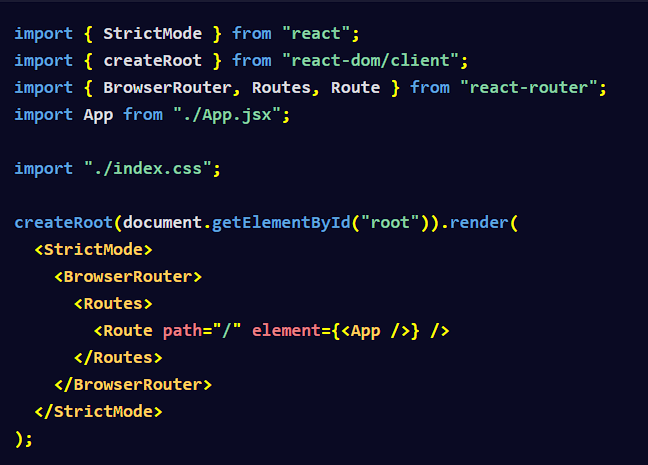 import { StrictMode } from "react";
import { createRoot } from "react-dom/client";
import { BrowserRouter, Routes, Route } from "react-router";
import App from "./App.jsx";

import "./index.css";

createRoot(document.getElementById("root")).render(
  <StrictMode>
    <BrowserRouter>
      <Routes>
        <Route path="/" element={<App />} />
      </Routes>
    </BrowserRouter>
  </StrictMode>
);